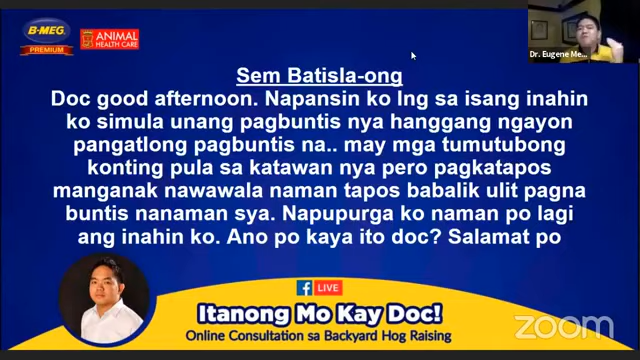 B-MEG
PREMIUM
ANIMAL
HEALTH CARE
Dr. Eugene Me...
Sem Batisla-ong
Doc good afternoon. Napansin ko lng sa isang inahin
ko simula unang pagbuntis nya hanggang ngayon
pangatlong pagbuntis na.. may mga tumutubong
konting pula sa katawan nya pero pagkatapos
manganak nawawala naman tapos babalik ulit pagna
buntis nanaman sya. Napupurga ko naman po lagi
ang inahin ko. Ano po kaya ito doc? Salamat po
f LIVE
Itanong Mo Kay Doc!
Online Consultation sa Backyard Hog Raising
zoom